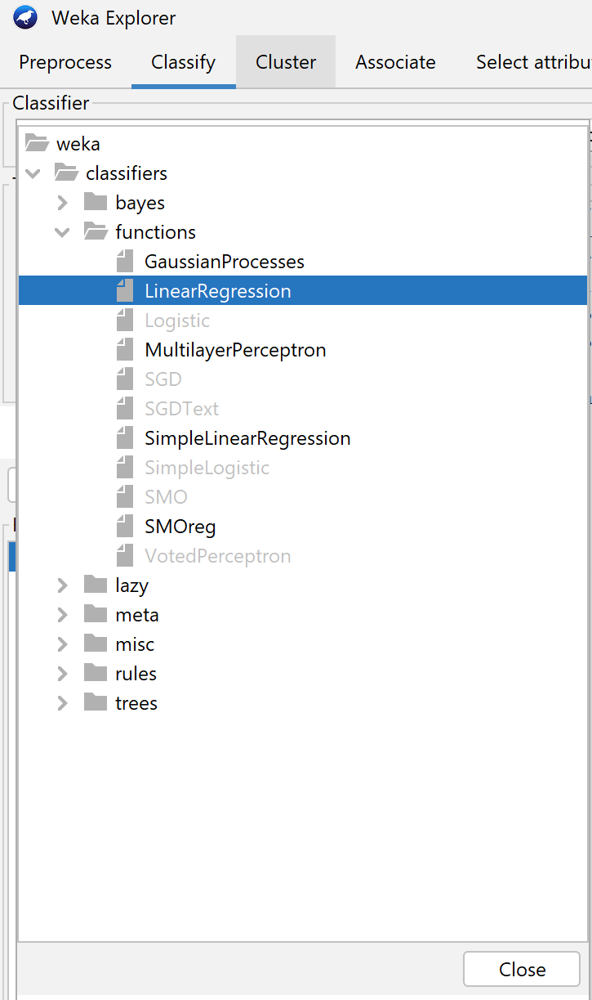 Weka Explorer
Preprocess Classify Cluster Associate Select attribu
Classifier
weka
classifiers
bayes
functions
GaussianProcesses
LinearRegression
Logistic
MultilayerPerceptron
SGD
SGDText
SimpleLinearRegression
SimpleLogistic
SMO
SMOreg
VotedPerceptron
lazy
meta
misc
rules
trees
Close